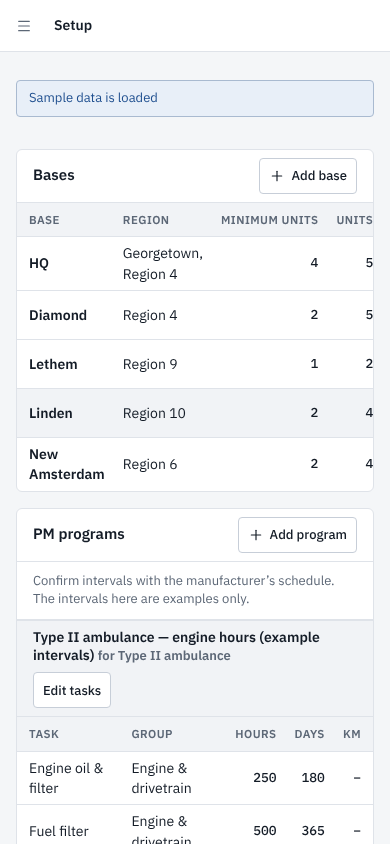 Setup
Sample data is loaded
Bases
Add base
BASE REGION MINIMUM UNITS UNITS
HQ Georgetown, Region 4 4 5
Diamond Region 4 2 5
Lethem Region 9 1 2
Linden Region 10 2 4
New Amsterdam Region 6 2 4
PM programs
Add program
Confirm intervals with the manufacturer’s schedule.
The intervals here are examples only.
Type II ambulance — engine hours (example
intervals) for Type II ambulance
Edit tasks
TASK GROUP HOURS DAYS KM
Engine oil & filter Engine & drivetrain 250 180 –
Fuel filter Engine & drivetrain 500 365 –